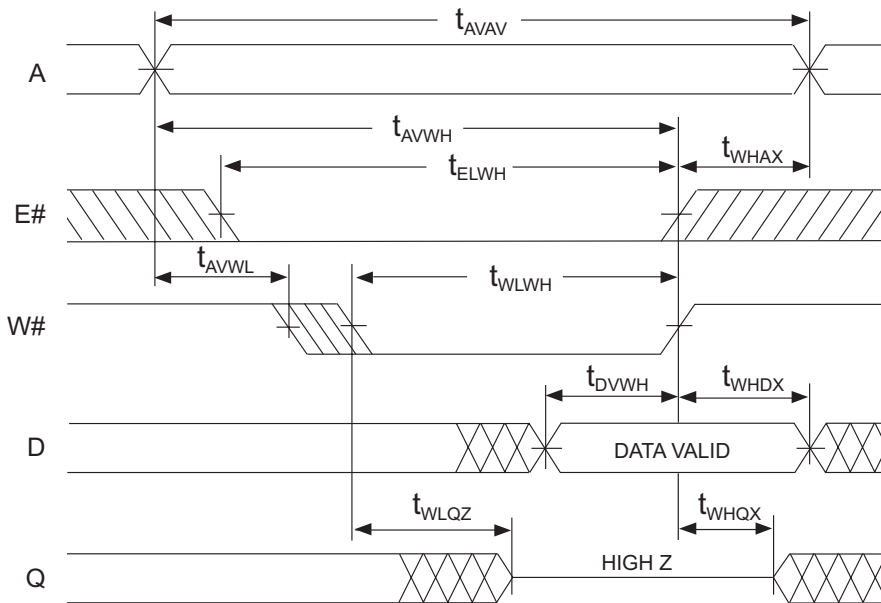 tAVAV
A
tAVWH
tWHAX
tELWH
E#
tAVWL
tWLWH
W#
tDVWH
tWHDX
D
DATA VALID
tWLQZ
tWHQX
Q
HIGH Z